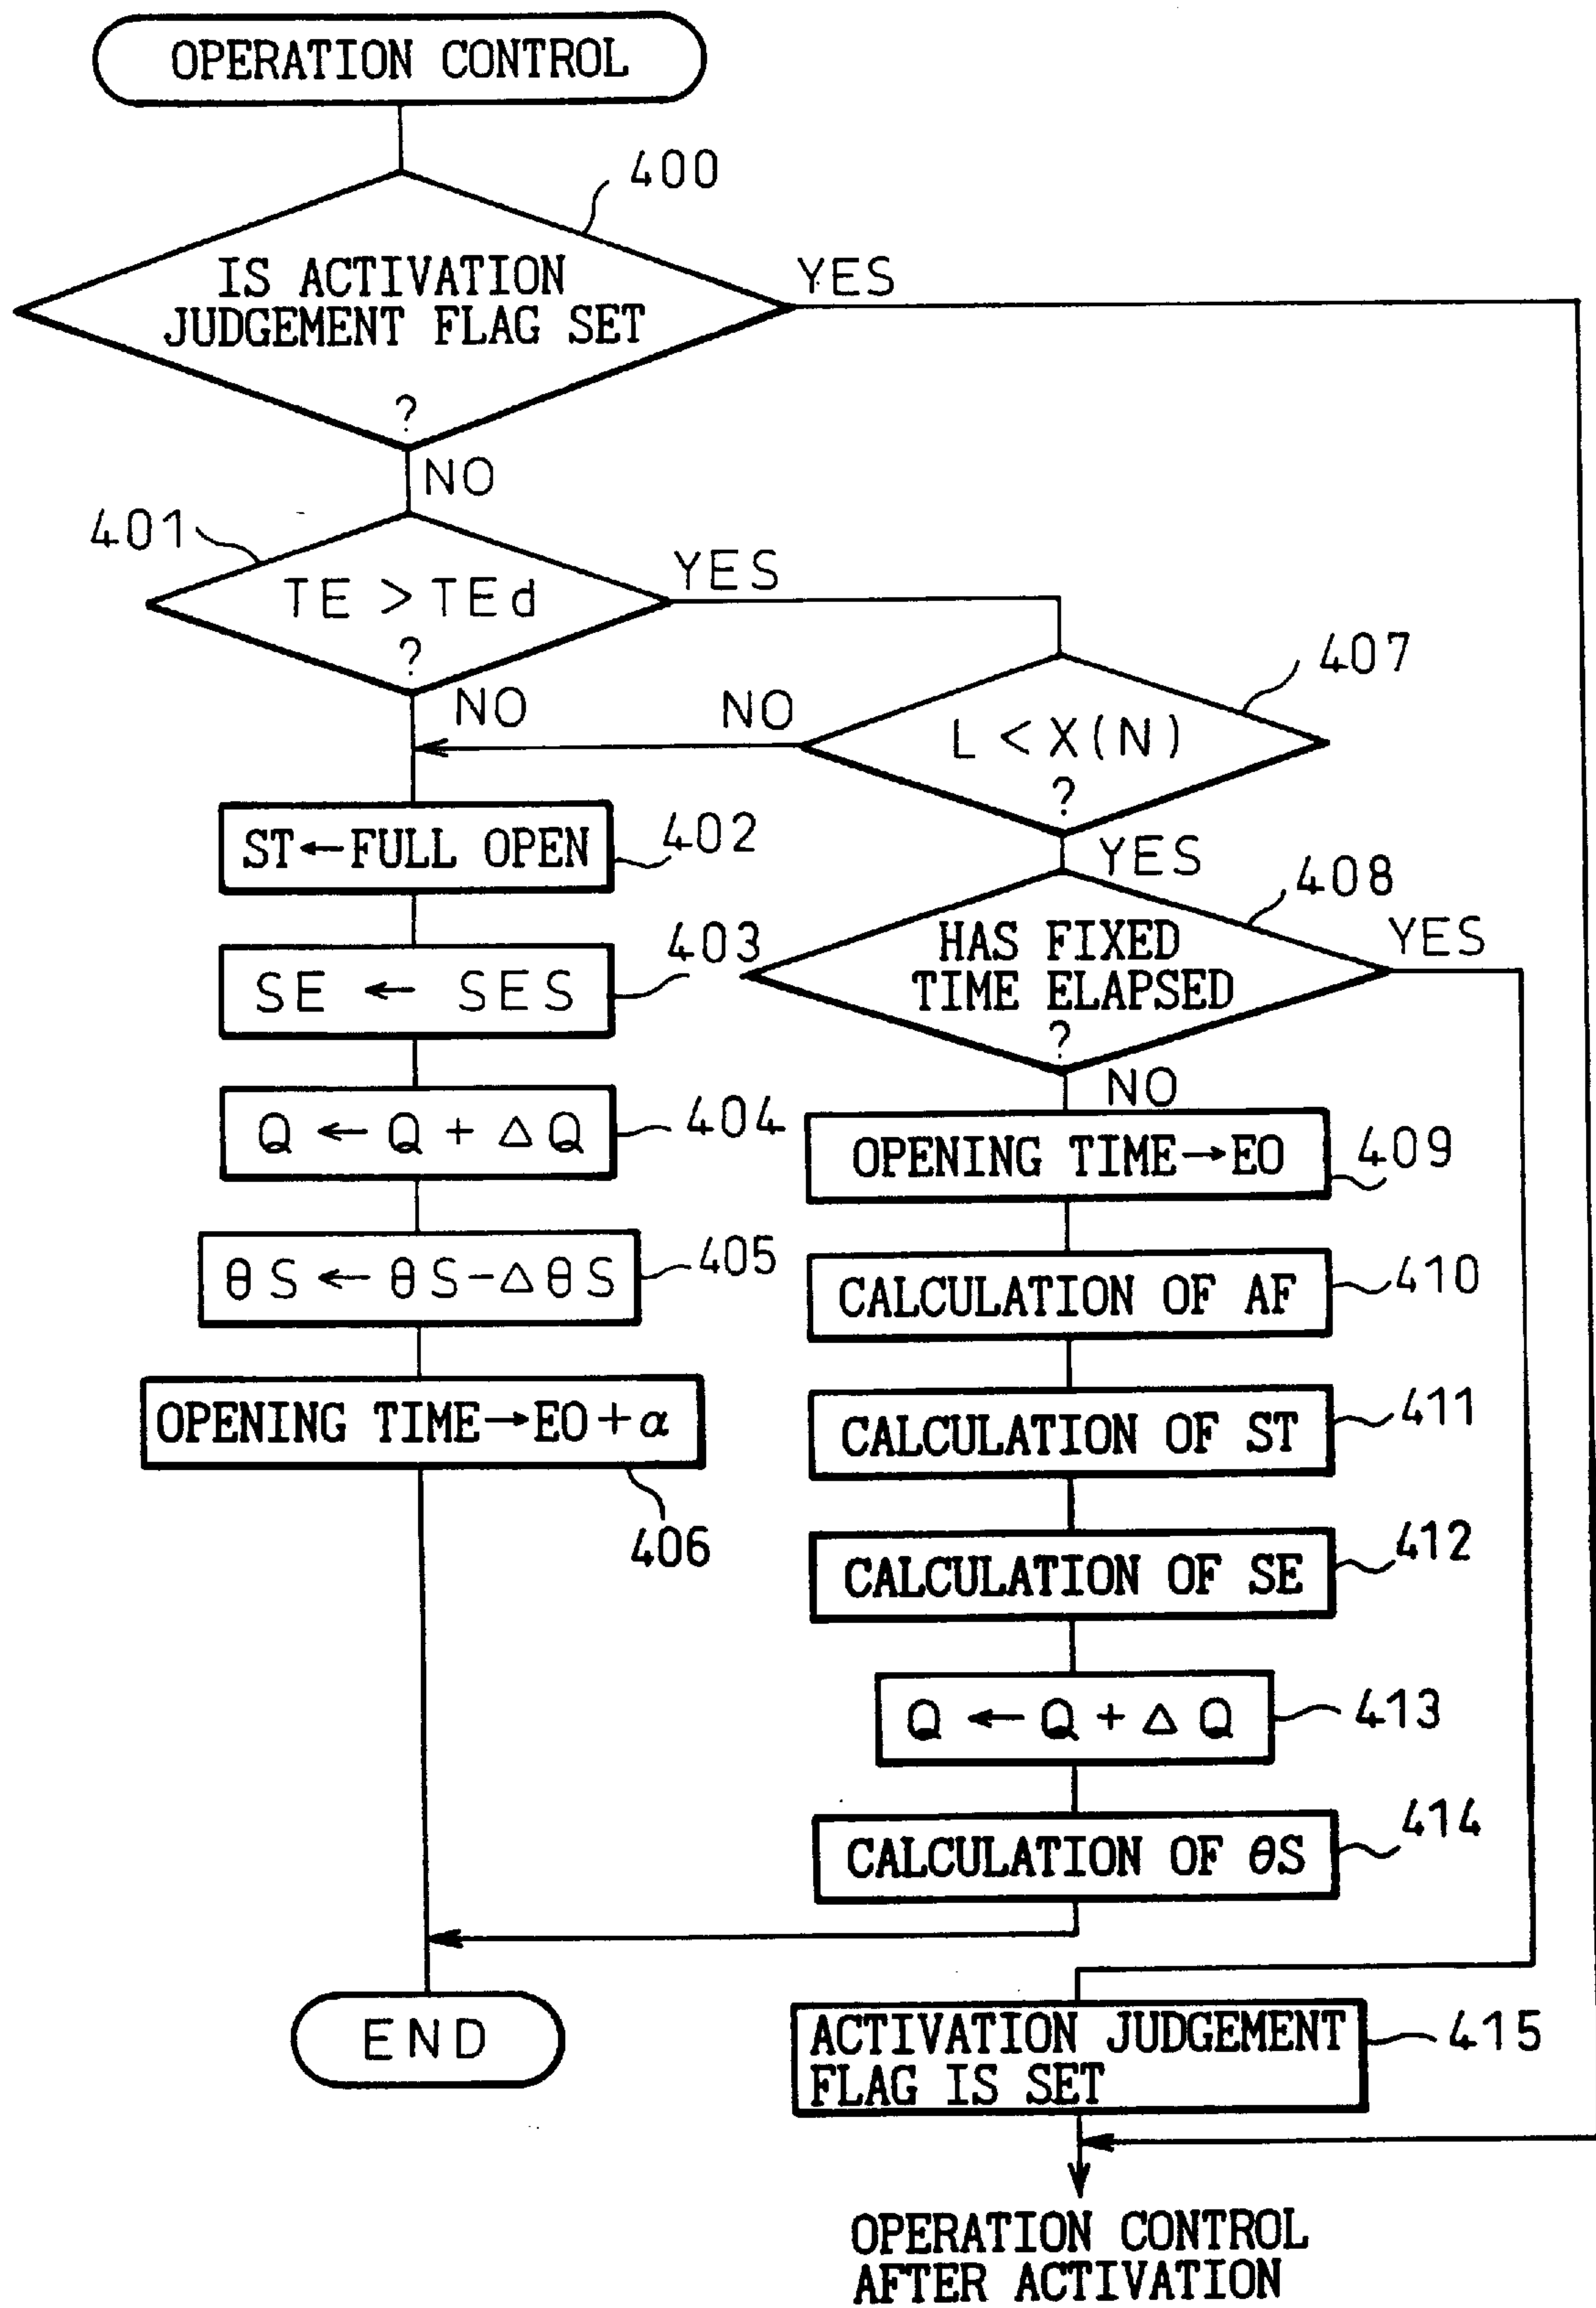 OPERATION CONTROL
400
IS ACTIVATION
JUDGEMENT FLAG SET
?
YES
NO
401
TE > TEd
?
YES
NO
407
L < X(N)
?
NO
YES
ST←FULL OPEN
402
408
HAS FIXED
TIME ELAPSED
?
YES
NO
SE ← SES
403
Q ← Q + △Q
404
OPENING TIME→EO
409
θS ← θS-△θS
405
CALCULATION OF AF
410
OPENING TIME→EO+α
406
CALCULATION OF ST
411
CALCULATION OF SE
412
Q ← Q + △Q
413
CALCULATION OF θS
414
END
ACTIVATION JUDGEMENT
FLAG IS SET
415
OPERATION CONTROL
AFTER ACTIVATION